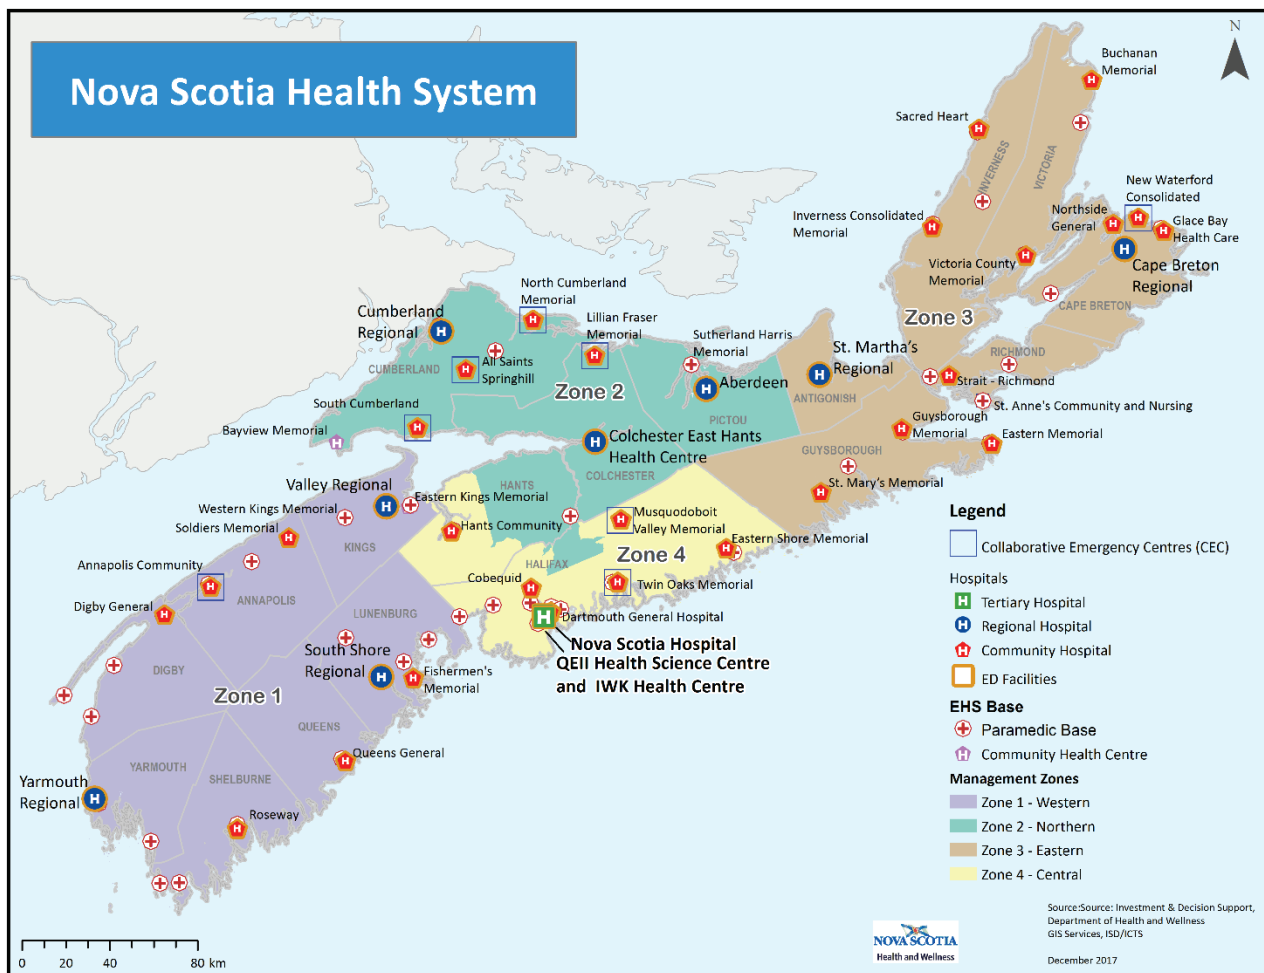 Nova Scotia Health System
N
Buchanan
Memorial
Sacred Heart
INVERNESS
VICTORIA
New Waterford
Consolidated
Northside
General
Glace Bay
Health Care
Inverness Consolidated
Memorial
Victoria County
Memorial
Cape Breton
Regional
CAPE BRETON
North Cumberland
Memorial
Cumberland
Regional
Lillian Fraser
Memorial
Sutherland Harris
Memorial
Zone 3
St. Martha's
Regional
RICHMOND
CUMBERLAND
All Saints
Springhill
Zone 2
Aberdeen
Strait - Richmond
ANTIGONISH
South Cumberland
PICTOU
St. Anne's Community and Nursing
Guysborough
Memorial
Bayview Memorial
Colchester East Hants
Health Centre
Eastern Memorial
GUYSBOROUGH
COLCHESTER
HANTS
Valley Regional
Eastern Kings Memorial
St. Mary's Memorial
Western Kings Memorial
Soldiers Memorial
Hants Community
Musquodoboit
Valley Memorial
KINGS
Eastern Shore Memorial
Zone 4
HALIFAX
Annapolis Community
Cobequid
Twin Oaks Memorial
ANNAPOLIS
Digby General
LUNENBURG
Dartmouth General Hospital
Nova Scotia Hospital
QEII Health Science Centre
and IWK Health Centre
South Shore
Regional
DIGBY
Fishermen's
Memorial
Zone 1
QUEENS
Queens General
YARMOUTH
SHELBURNE
Yarmouth
Regional
Roseway
Legend
Collaborative Emergency Centres (CEC)
Hospitals
H Tertiary Hospital
H Regional Hospital
H Community Hospital
ED Facilities
EHS Base
Paramedic Base
H Community Health Centre
Management Zones
Zone 1 - Western
Zone 2 - Northern
Zone 3 - Eastern
Zone 4 - Central
Source:Source: Investment & Decision Support,
Department of Health and Wellness
GIS Services, ISD/ICTS
December 2017
NOVA SCOTIA
Health and Wellness
0 20 40 80 km